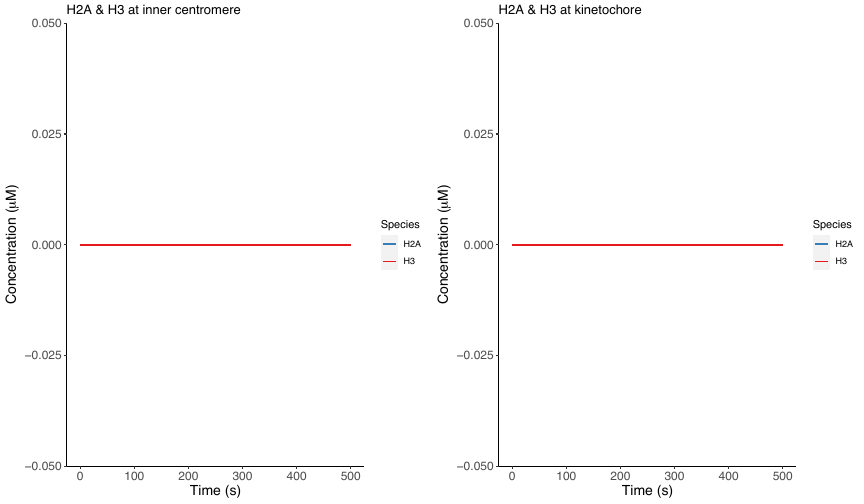 H2A & H3 at inner centromere
0.050
0.025
0.000
−0.025
−0.050
Concentration (μM)
0 100 200 300 400 500
Time (s)
Species
H2A
H3
H2A & H3 at kinetochore
0.050
0.025
0.000
−0.025
−0.050
Concentration (μM)
0 100 200 300 400 500
Time (s)
Species
H2A
H3